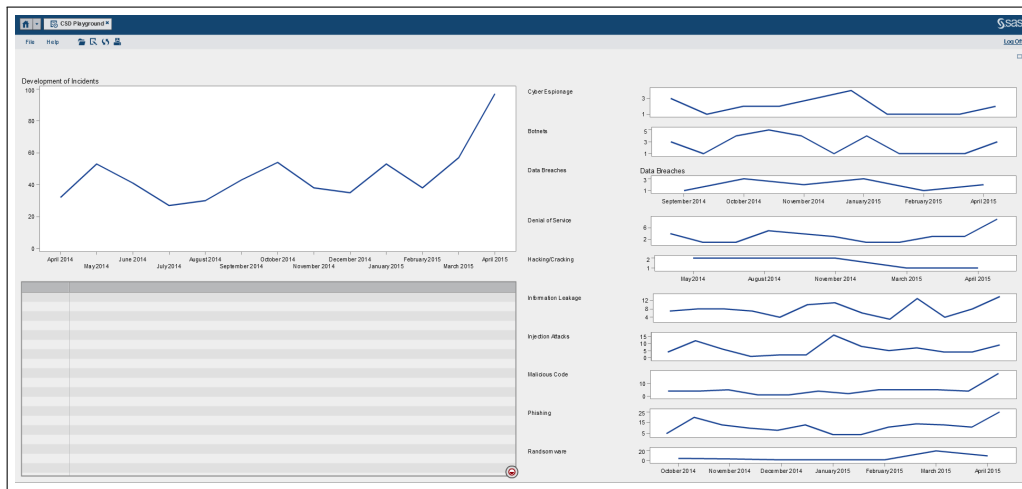 CSD Playground
sas
File Help
Log Off
Development of Incidents
100
80
60
40
20
0
April 2014 June 2014 August 2014 October 2014 December 2014 February 2015 April 2015
May 2014 July 2014 September 2014 November 2014 January 2015 March 2015
Cyber Espionage
3
1
Botnets
5
3
1
Data Breaches
Data Breaches
3
1
September 2014 October 2014 November 2014 January 2015 February 2015 April 2015
Denial of Service
6
2
Hacking/Cracking
2
1
May 2014 August 2014 November 2014 March 2015 April 2015
Information Leakage
12
8
4
Injection Attacks
15
10
5
0
Malicious Code
10
0
Phishing
25
15
5
Randsomware
20
0
October 2014 November 2014 December 2014 January 2015 February 2015 March 2015 April 2015